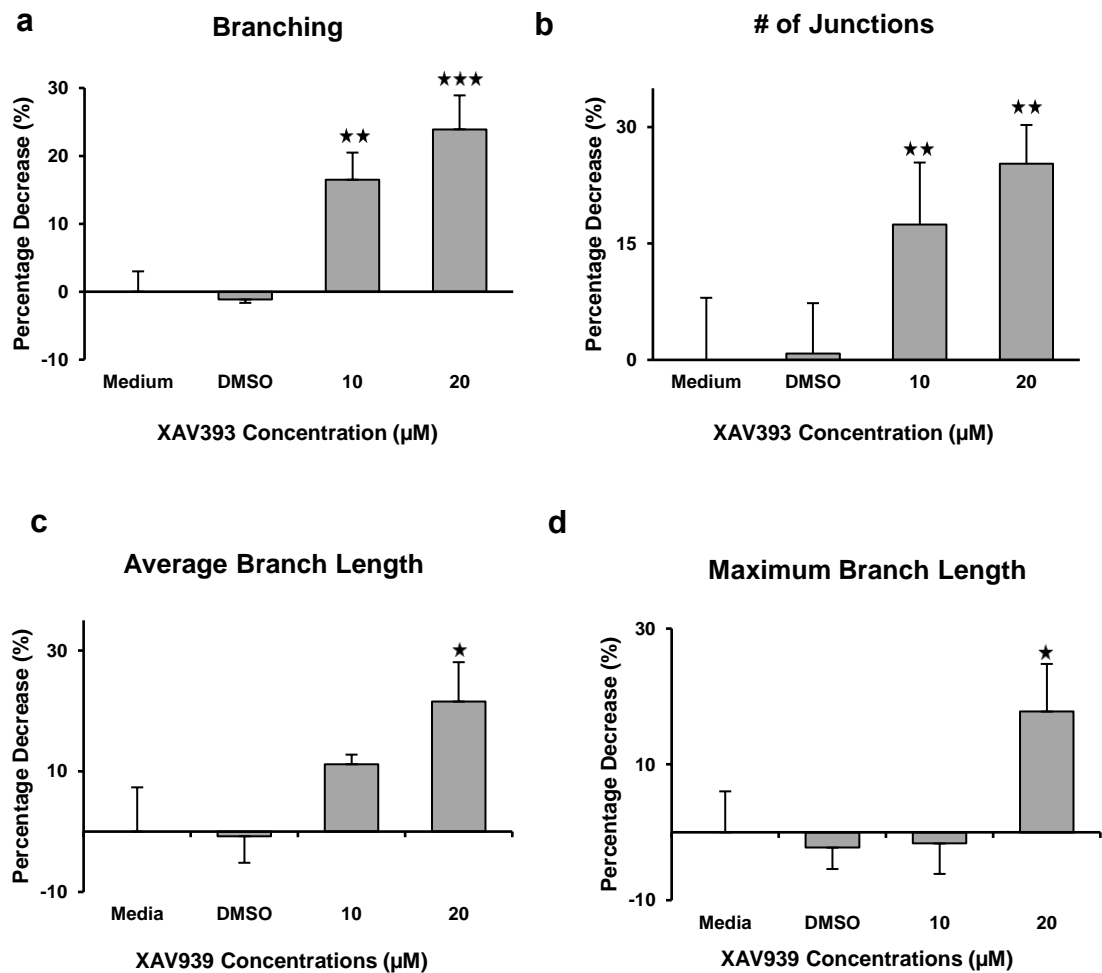 a
Branching
Percentage Decrease (%)
30
★★★
20
★★
10
0
-10
Medium DMSO 10 20
XAV393 Concentration (µM)
b
# of Junctions
Percentage Decrease (%)
30
★★
★★
15
0
Medium DMSO 10 20
XAV393 Concentration (µM)
c
Average Branch Length
Percentage Decrease (%)
30
★
10
-10
Media DMSO 10 20
XAV939 Concentrations (µM)
d
Maximum Branch Length
Percentage Decrease (%)
30
★
10
-10
Media DMSO 10 20
XAV939 Concentrations (µM)